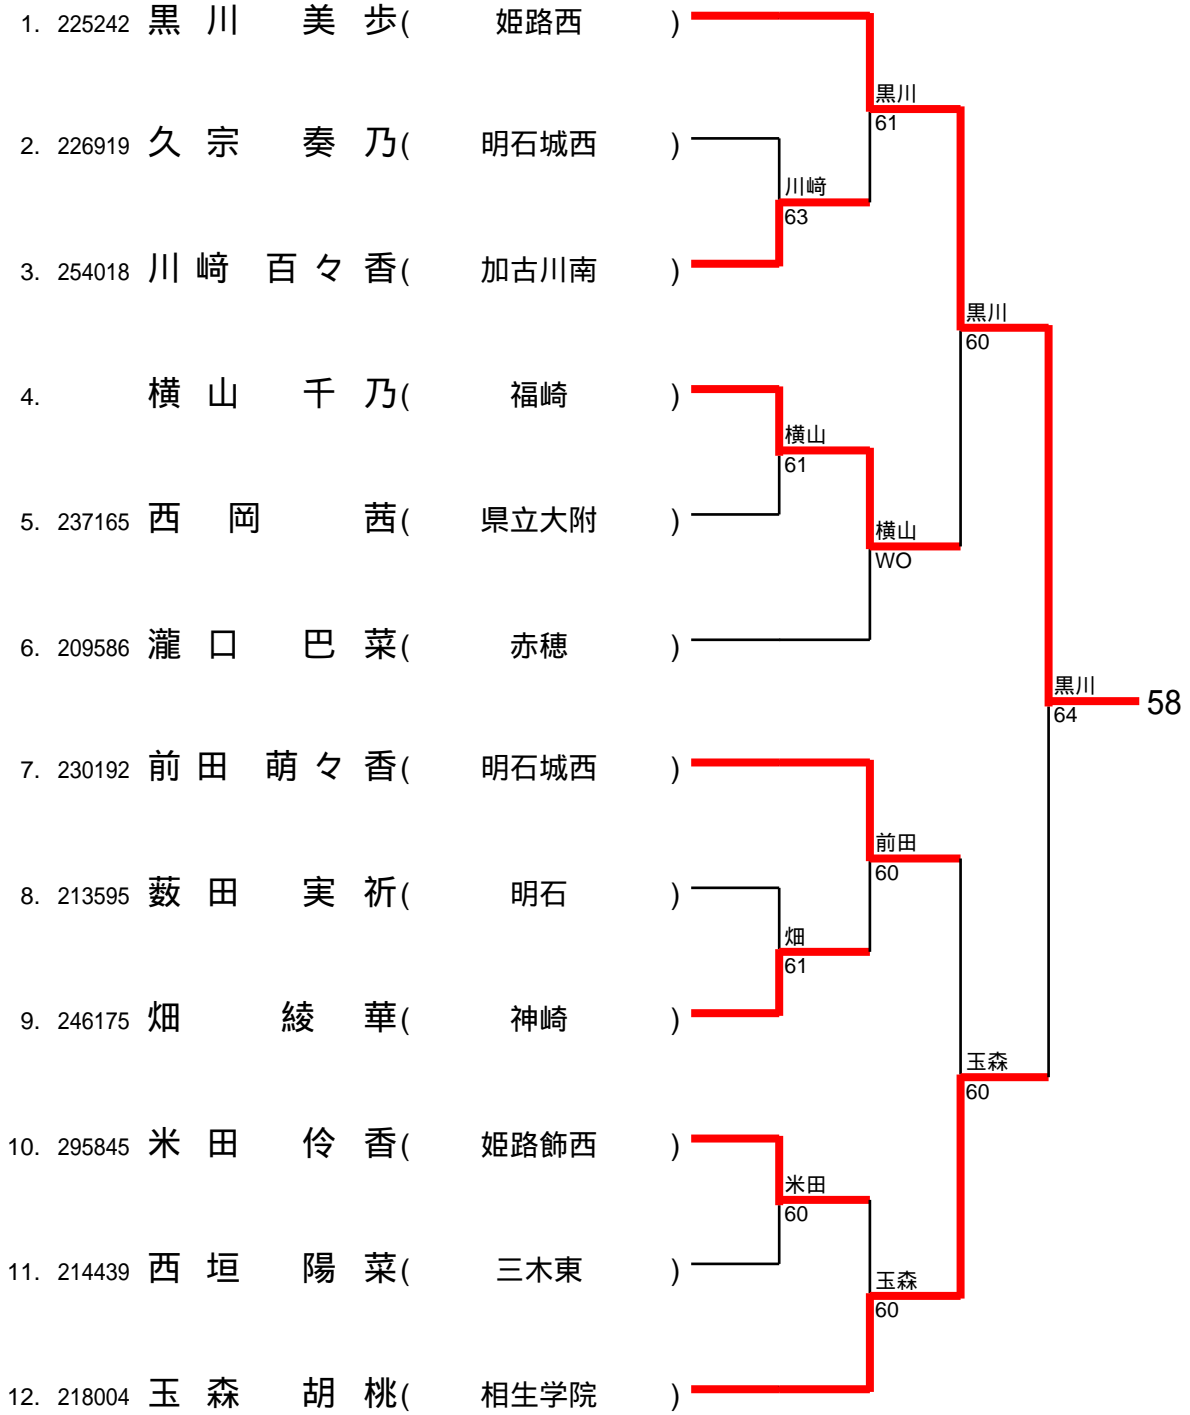 1. 225242 黒川 美歩( 姫路西 )
黒川
61
2. 226919 久宗 奏乃( 明石城西 )
川﨑
63
3. 254018 川﨑 百々香( 加古川南 )
黒川
60
4. 横山 千乃( 福崎 )
横山
61
5. 237165 西岡 茜( 県立大附 )
横山
WO
6. 209586 瀧口 巴菜( 赤穂 )
黒川
64
58
7. 230192 前田 萌々香( 明石城西 )
前田
60
8. 213595 薮田 実祈( 明石 )
畑
61
9. 246175 畑 綾華( 神崎 )
玉森
60
10. 295845 米田 伶香( 姫路飾西 )
米田
60
11. 214439 西垣 陽菜( 三木東 )
玉森
60
12. 218004 玉森 胡桃( 相生学院 )